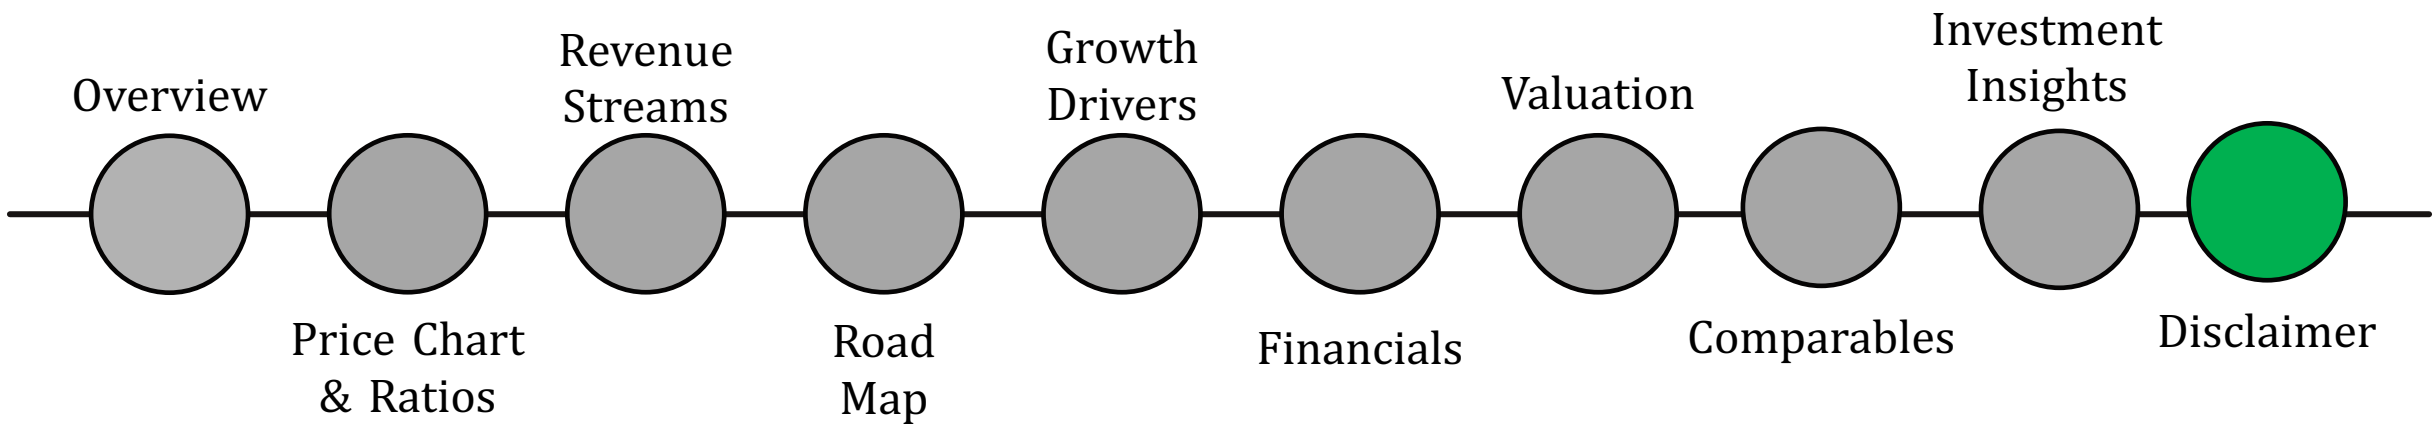 Overview
Price Chart
& Ratios
Revenue
Streams
Road
Map
Growth
Drivers
Financials
Valuation
Comparables
Investment
Insights
Disclaimer